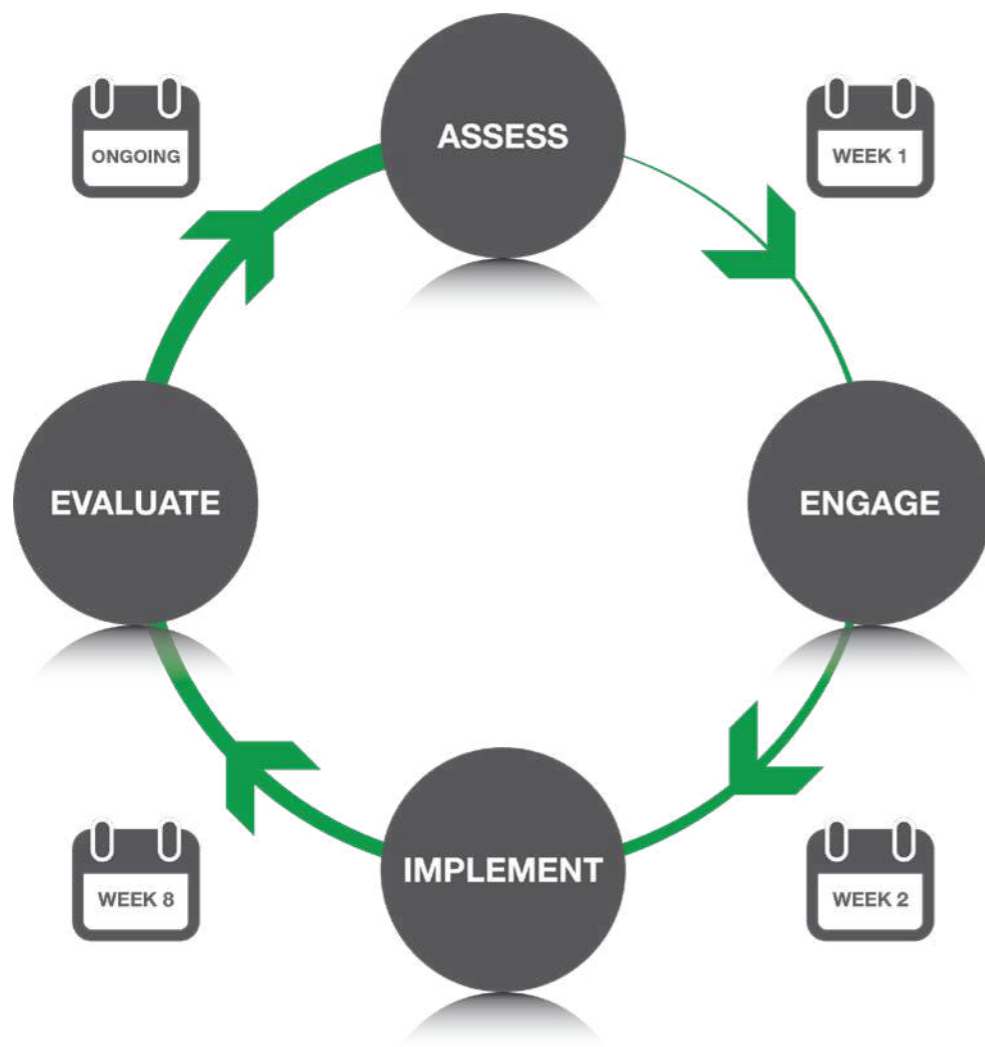 ASSESS
ONGOING
WEEK 1
EVALUATE
ENGAGE
IMPLEMENT
WEEK 8
WEEK 2